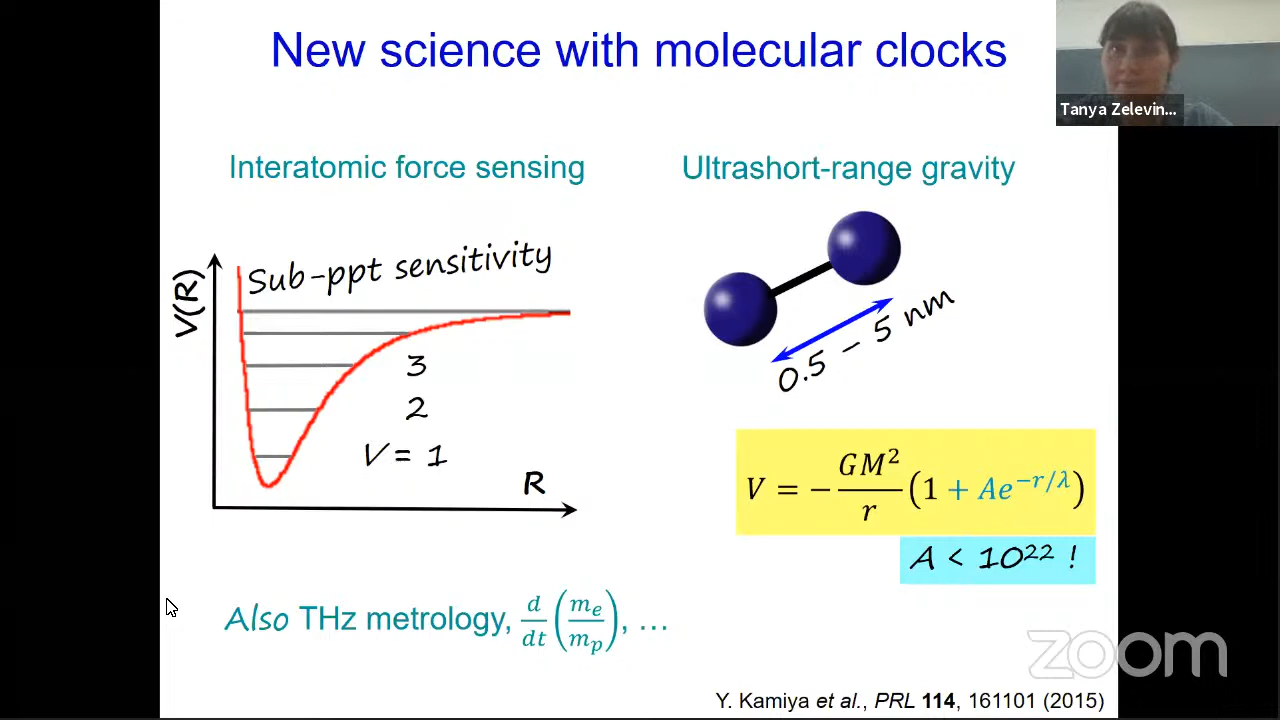 New science with molecular clocks
Tanya Zelevin...
Interatomic force sensing
Ultrashort-range gravity
Sub-ppt sensitivity
V(R)
3
2
V = 1
R
0.5 – 5 nm
V = −GM²/r (1 + Ae^{−r/λ})
A < 10²² !
Also THz metrology, d/dt (mₑ/mₚ), ...
zoom
Y. Kamiya et al., PRL 114, 161101 (2015)